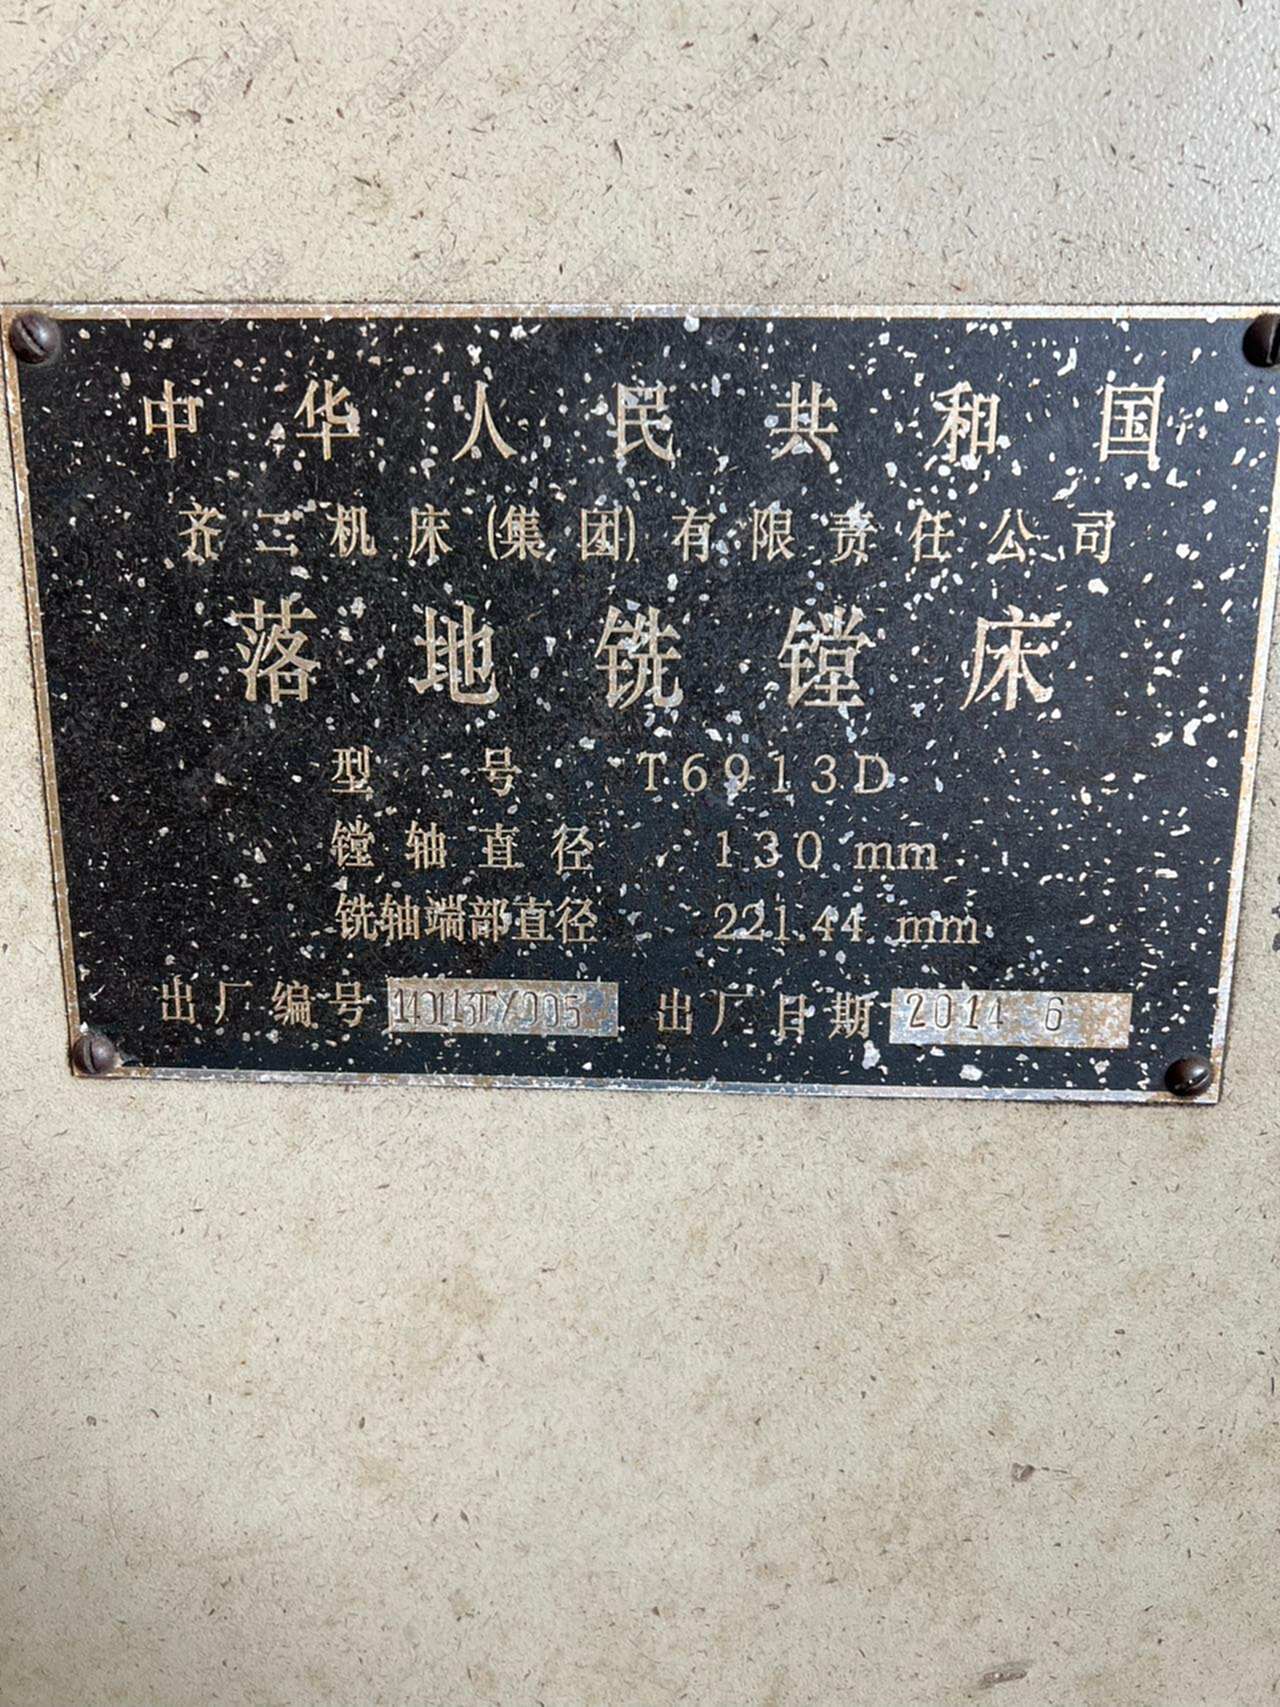 中华人民共和国
齐二机床(集团)有限责任公司
落地铣镗床
型号 T6913D
镗轴直径 130 mm
铣轴端部直径 221.44 mm
出厂编号 出厂日期 2014 6